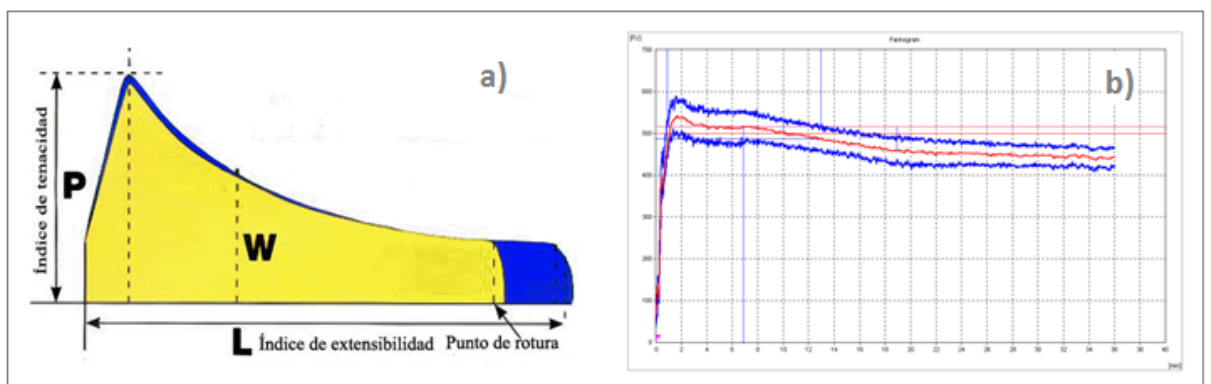 a)
Índice de tenacidad
P
W
L Índice de extensibilidad Punto de rotura
b)
[FU]
Farinogram
700
600
500
400
300
200
100
0
0 2 4 6 8 10 12 14 16 18 20 22 24 26 28 30 32 34 36 38 40
[min]